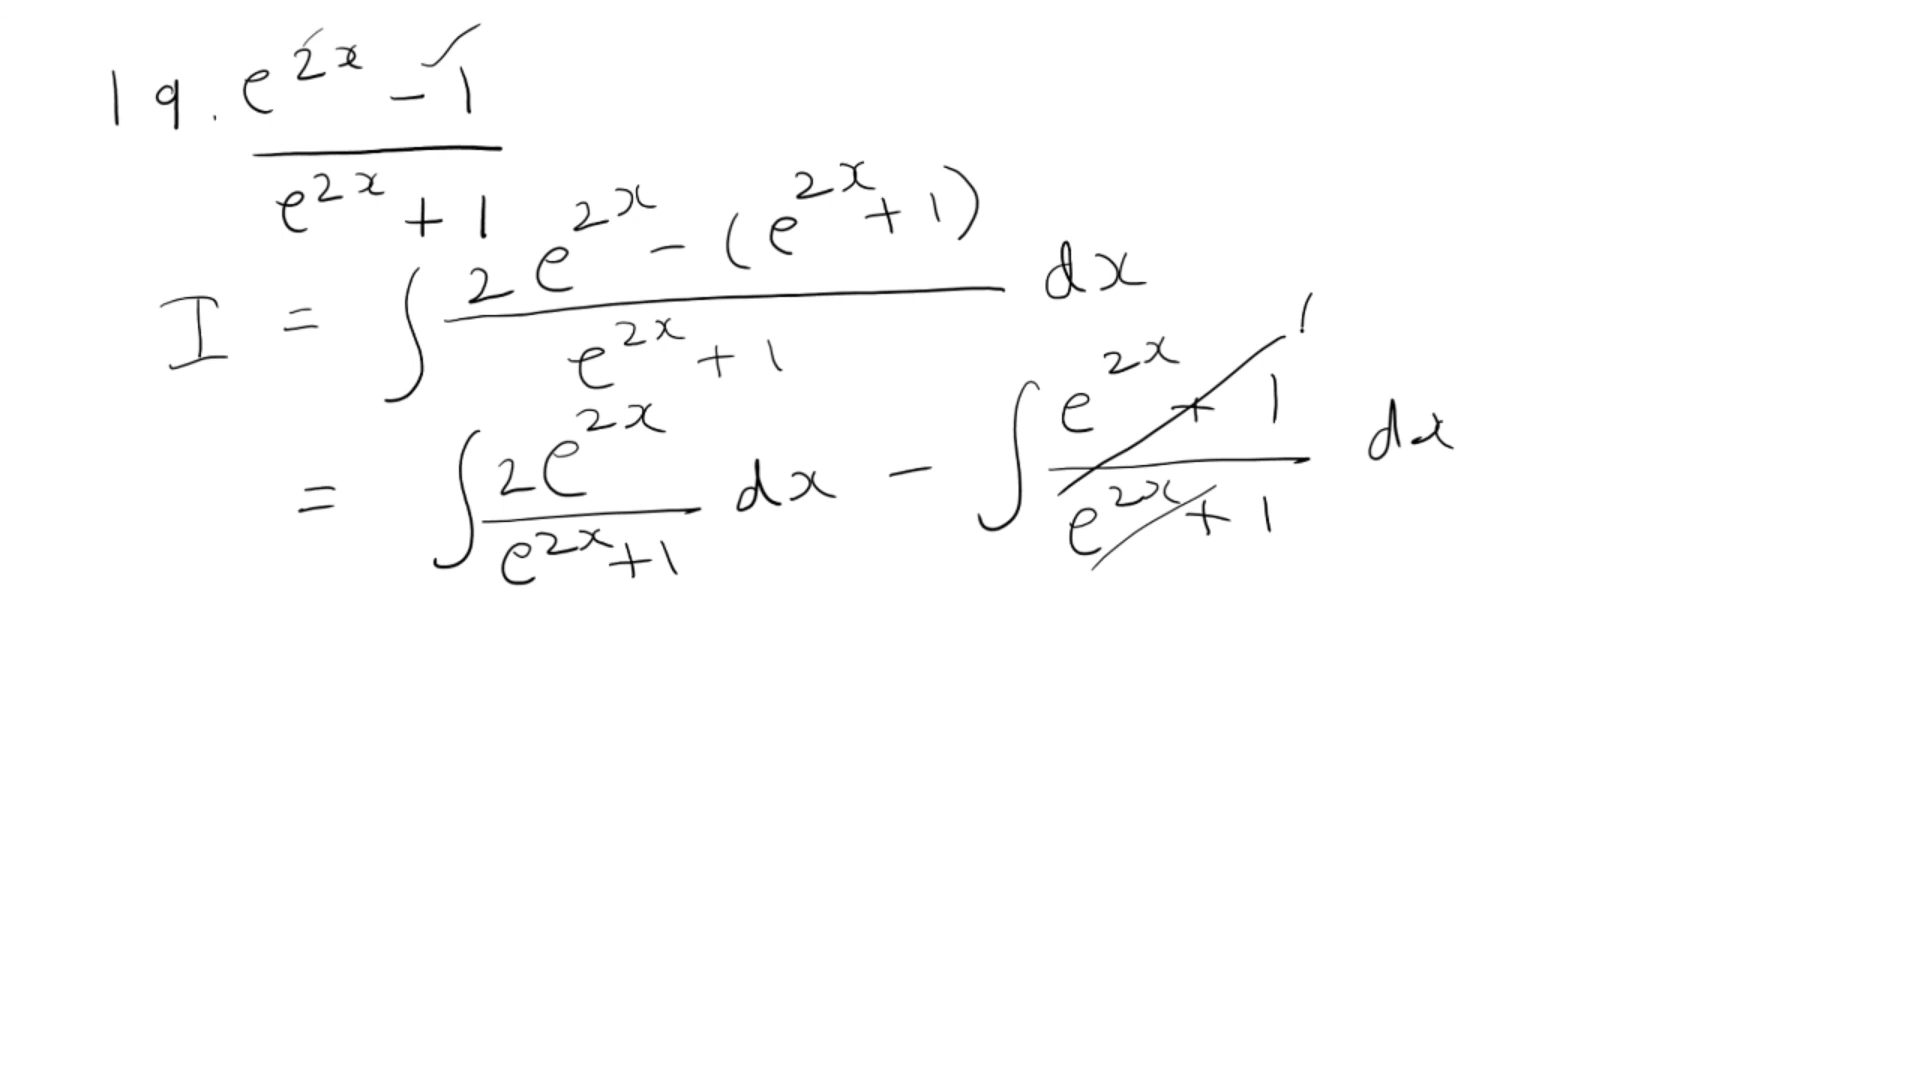 19. (e^{2x} - 1)/(e^{2x} + 1)
I = ∫ (2e^{2x} - (e^{2x} + 1))/(e^{2x} + 1) dx
= ∫ 2e^{2x}/(e^{2x}+1) dx - ∫ (e^{2x} + 1)/(e^{2x} + 1) dx